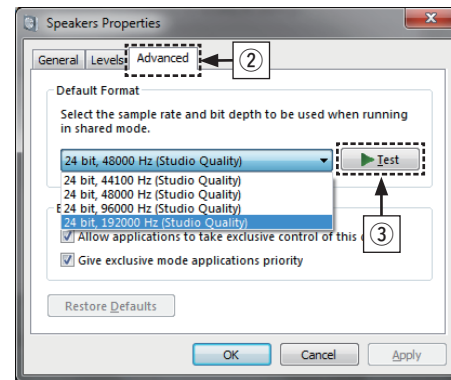 Speakers Properties
General Levels Advanced ②
Default Format
Select the sample rate and bit depth to be used when running
in shared mode.
24 bit, 48000 Hz (Studio Quality) Test
24 bit, 44100 Hz (Studio Quality)
24 bit, 48000 Hz (Studio Quality)
24 bit, 96000 Hz (Studio Quality)
24 bit, 192000 Hz (Studio Quality)
Allow applications to take exclusive control of this ③
Give exclusive mode applications priority
Restore Defaults
OK Cancel Apply